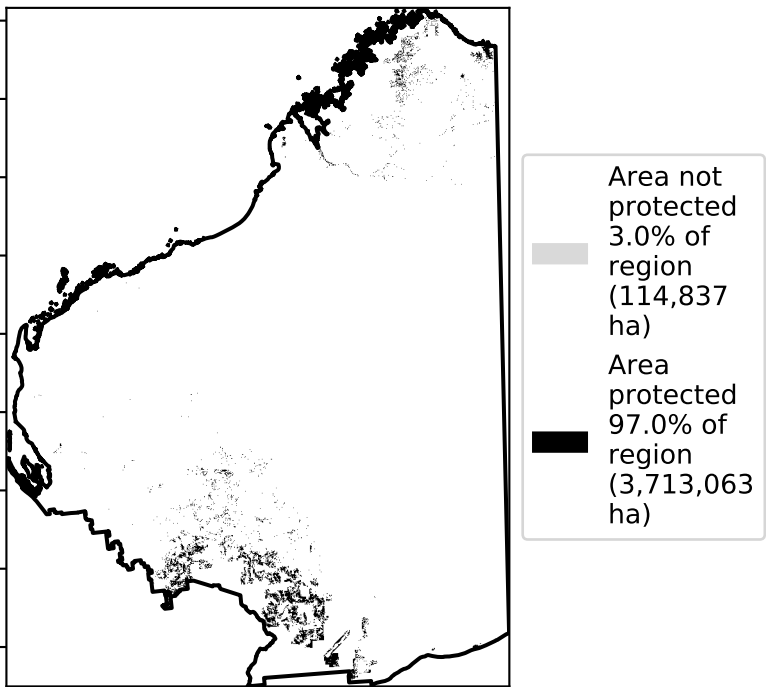 Area not
protected
3.0% of
region
(114,837
ha)
Area
protected
97.0% of
region
(3,713,063
ha)